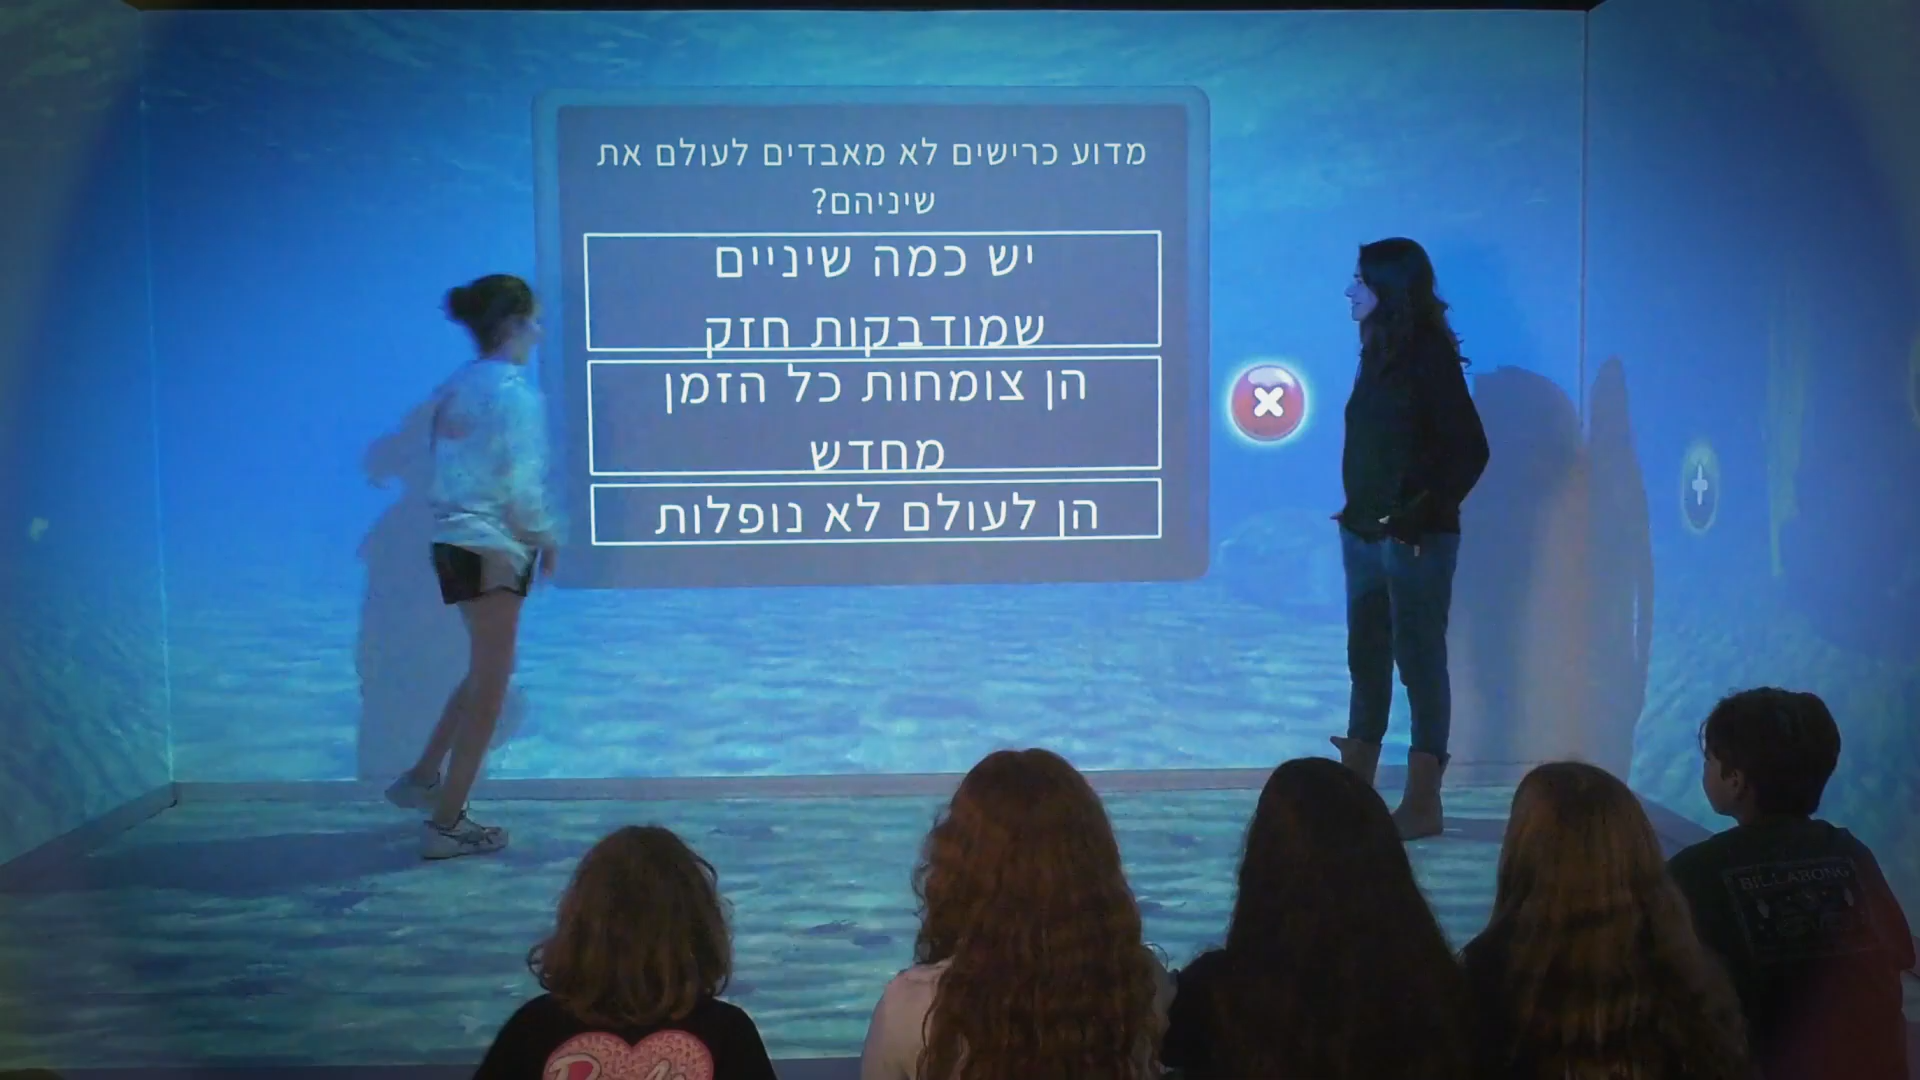 מדוע כרישים לא מאבדים לעולם את
שיניהם?
יש כמה שיניים
שמודבקות חזק
הן צומחות כל הזמן
מחדש
הן לעולם לא נופלות
BILLABONG